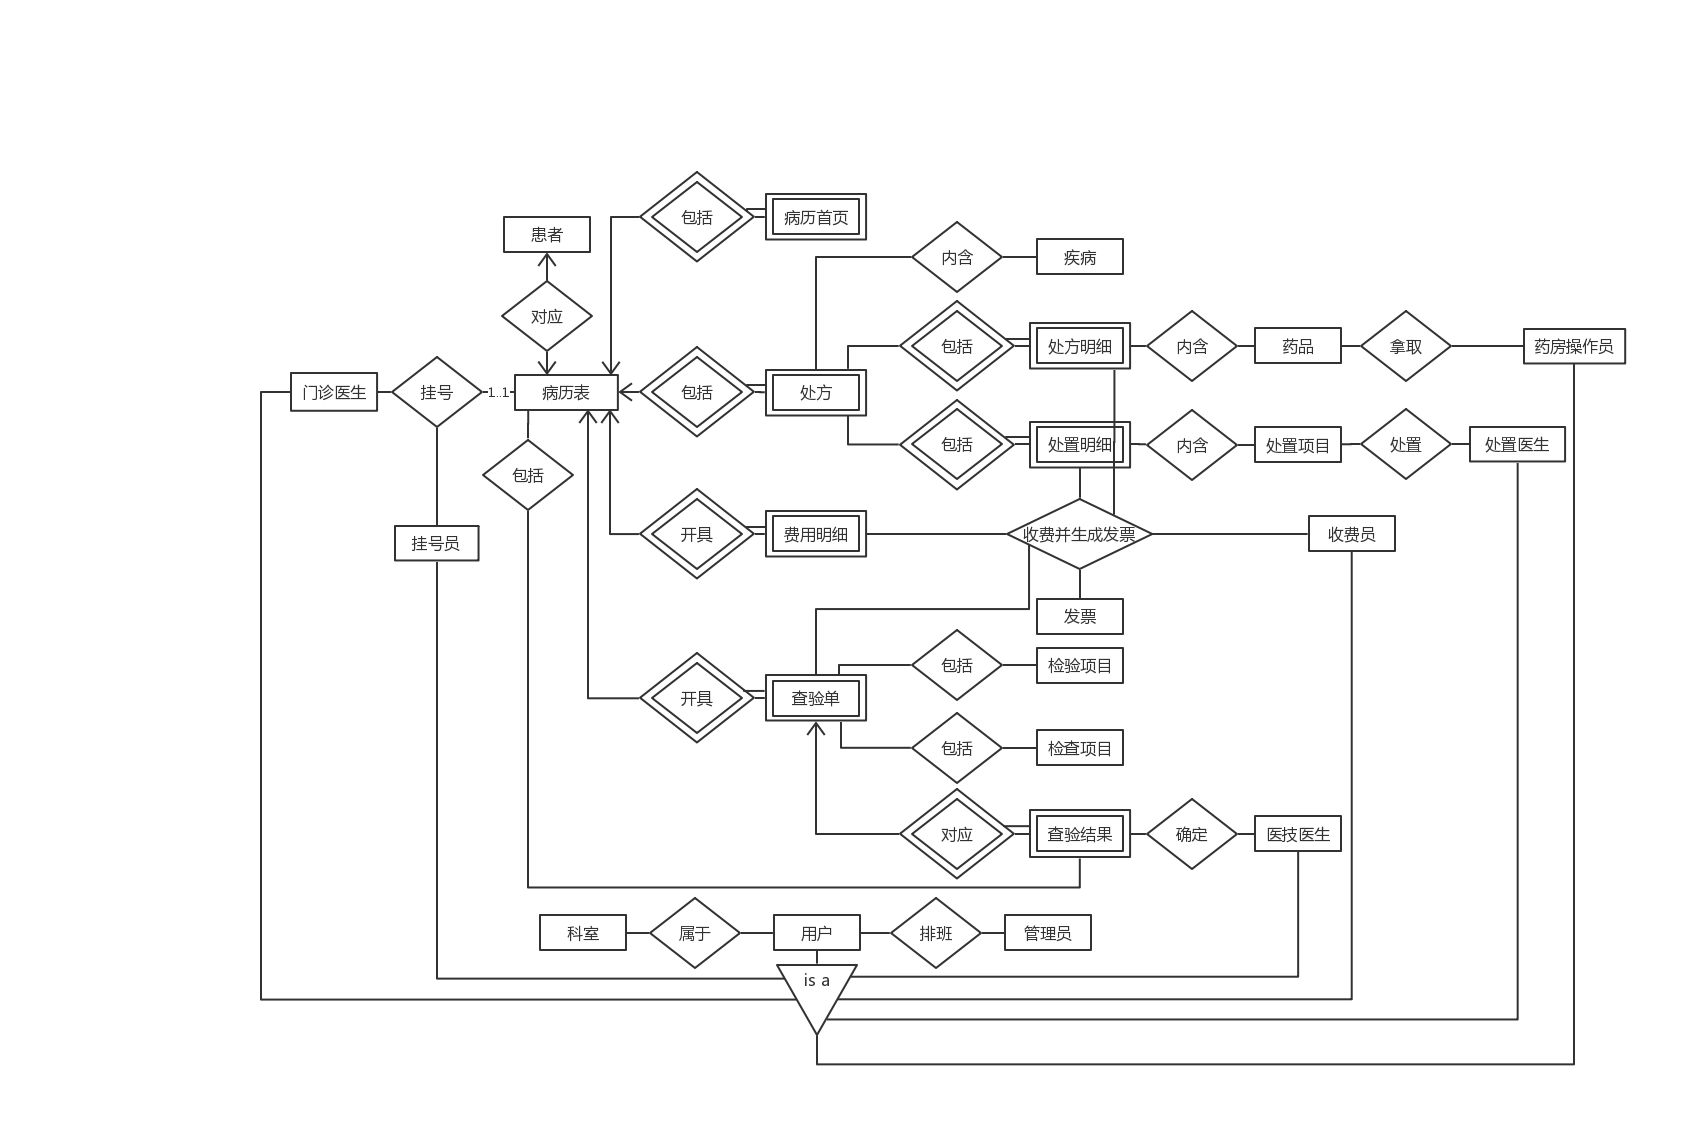 包括
病历首页
患者
内含
疾病
对应
包括
处方明细
内含
药品
拿取
药房操作员
门诊医生
挂号
1..1
病历表
包括
处方
包括
处置明细
内含
处置项目
处置
处置医生
包括
挂号员
开具
费用明细
收费并生成发票
收费员
发票
包括
检验项目
开具
查验单
包括
检查项目
对应
查验结果
确定
医技医生
科室
属于
用户
排班
管理员
is a